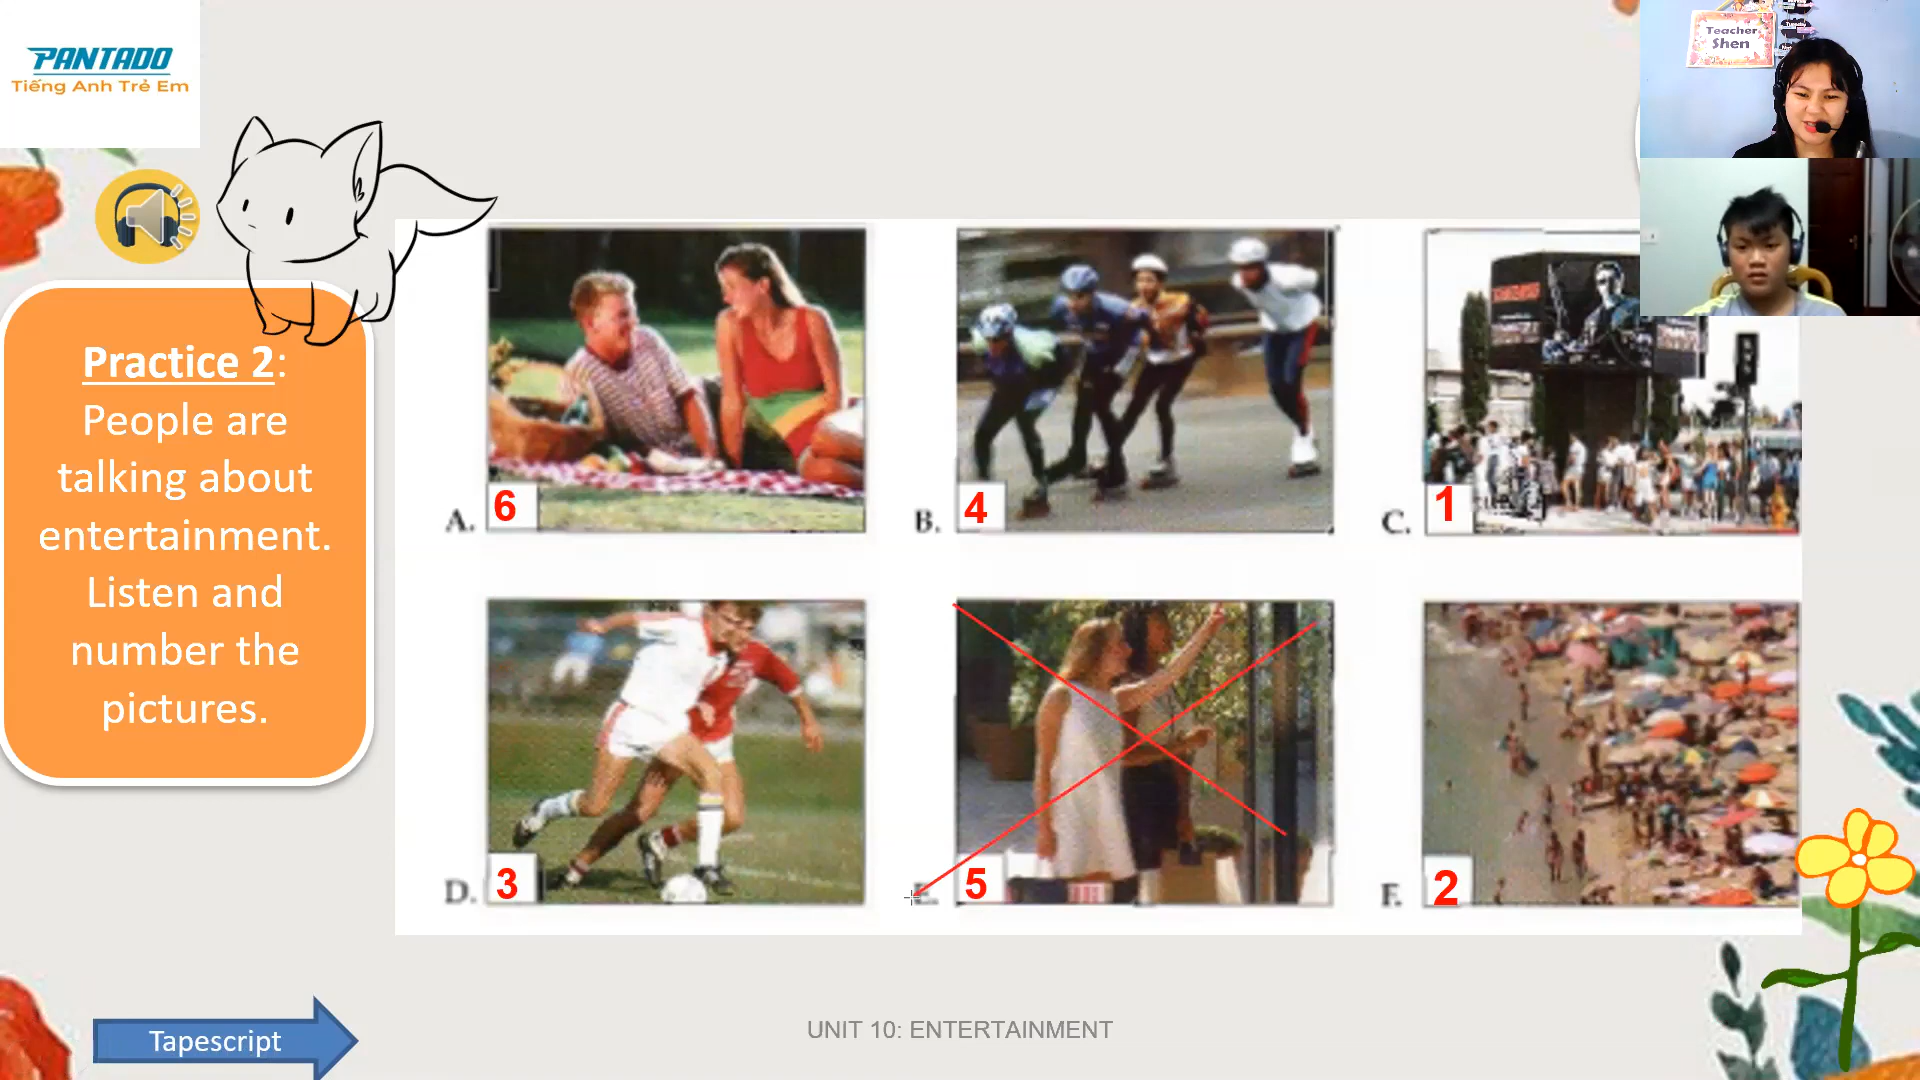 PANTADO
Tiếng Anh Trẻ Em
Teacher
Shen
Practice 2:
People are
talking about
entertainment.
Listen and
number the
pictures.
A. 6
B. 4
C. 1
D. 3
E. 5
F. 2
Tapescript
UNIT 10: ENTERTAINMENT